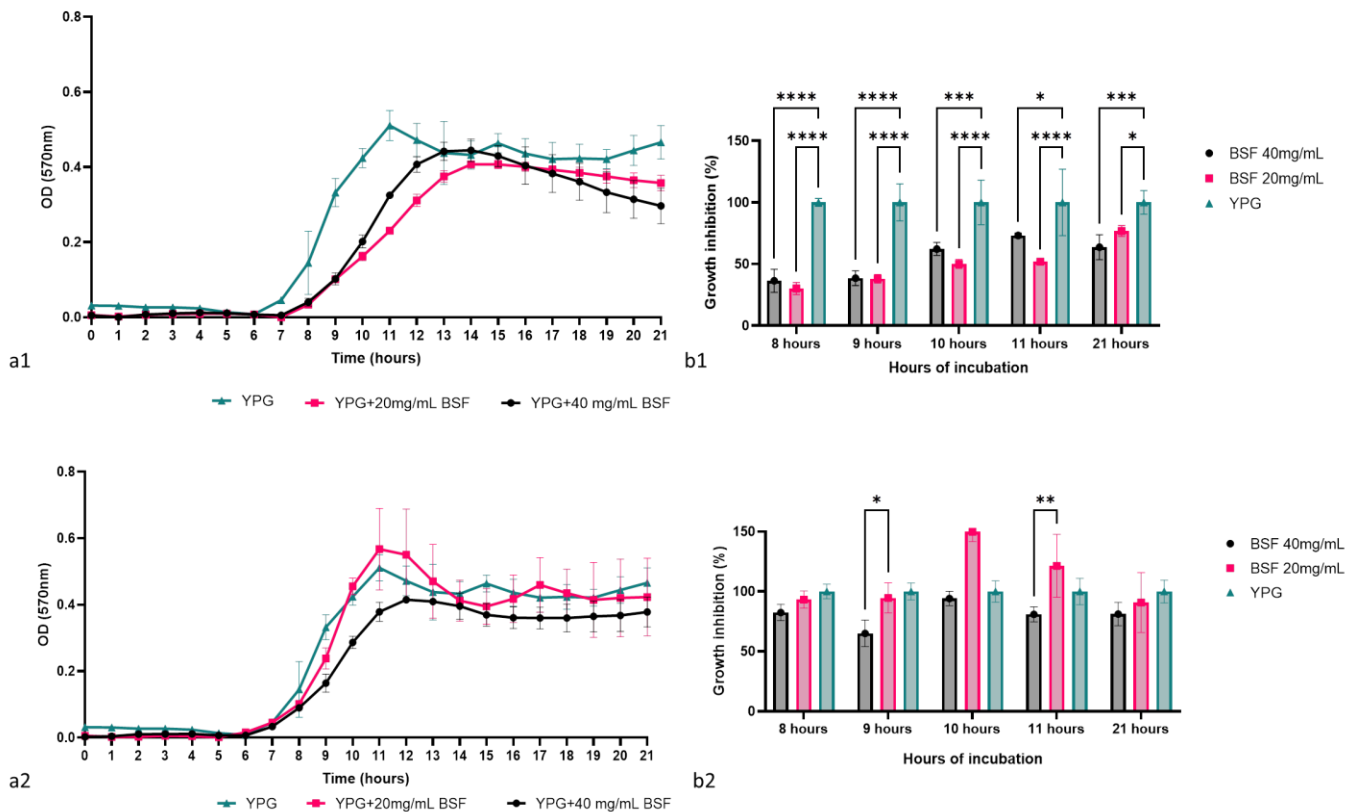 0.8
0.6
0.4
0.2
0.0
OD (570nm)
0 1 2 3 4 5 6 7 8 9 10 11 12 13 14 15 16 17 18 19 20 21
Time (hours)
a1
YPG YPG+20mg/mL BSF YPG+40 mg/mL BSF
**** **** *** * ***
**** **** **** **** *
150
100
50
0
Growth inhibition (%)
8 hours 9 hours 10 hours 11 hours 21 hours
Hours of incubation
BSF 40mg/mL
BSF 20mg/mL
YPG
b1
0.8
0.6
0.4
0.2
0.0
OD (570nm)
0 1 2 3 4 5 6 7 8 9 10 11 12 13 14 15 16 17 18 19 20 21
Time (hours)
a2
YPG YPG+20mg/mL BSF YPG+40 mg/mL BSF
* **
150
100
50
0
Growth inhibition (%)
8 hours 9 hours 10 hours 11 hours 21 hours
Hours of incubation
BSF 40mg/mL
BSF 20mg/mL
YPG
b2